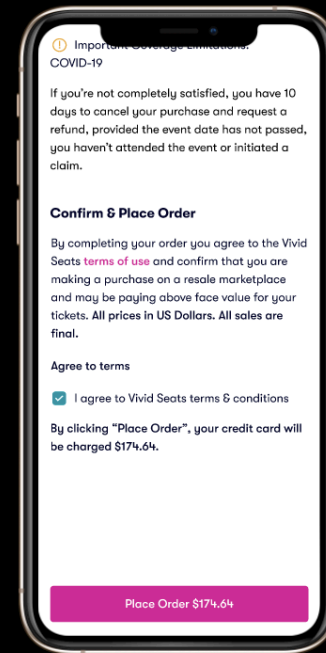 Important Coverage Limitations:
COVID-19
If you're not completely satisfied, you have 10
days to cancel your purchase and request a
refund, provided the event date has not passed,
you haven't attended the event or initiated a
claim.
Confirm & Place Order
By completing your order you agree to the Vivid
Seats terms of use and confirm that you are
making a purchase on a resale marketplace
and may be paying above face value for your
tickets. All prices in US Dollars. All sales are
final.
Agree to terms
I agree to Vivid Seats terms & conditions
By clicking “Place Order”, your credit card will
be charged $174.64.
Place Order $174.64